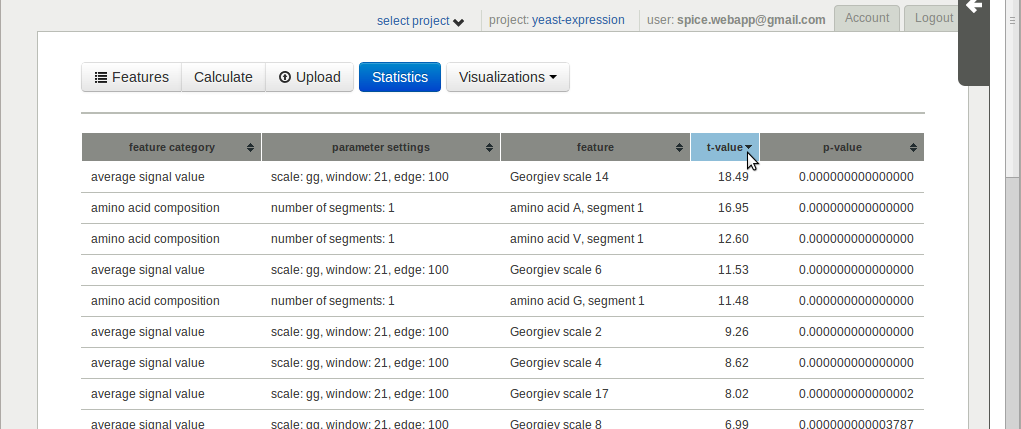 select project project: yeast-expression user: spice.webapp@gmail.com Account Logout
Features Calculate Upload Statistics Visualizations
feature category parameter settings feature t-value p-value
average signal value scale: gg, window: 21, edge: 100 Georgiev scale 14 18.49 0.000000000000000
amino acid composition number of segments: 1 amino acid A, segment 1 16.95 0.000000000000000
amino acid composition number of segments: 1 amino acid V, segment 1 12.60 0.000000000000000
average signal value scale: gg, window: 21, edge: 100 Georgiev scale 6 11.53 0.000000000000000
amino acid composition number of segments: 1 amino acid G, segment 1 11.48 0.000000000000000
average signal value scale: gg, window: 21, edge: 100 Georgiev scale 2 9.26 0.000000000000000
average signal value scale: gg, window: 21, edge: 100 Georgiev scale 4 8.62 0.000000000000000
average signal value scale: gg, window: 21, edge: 100 Georgiev scale 17 8.02 0.000000000000002
average signal value scale: gg, window: 21, edge: 100 Georgiev scale 8 6.99 0.000000000003787